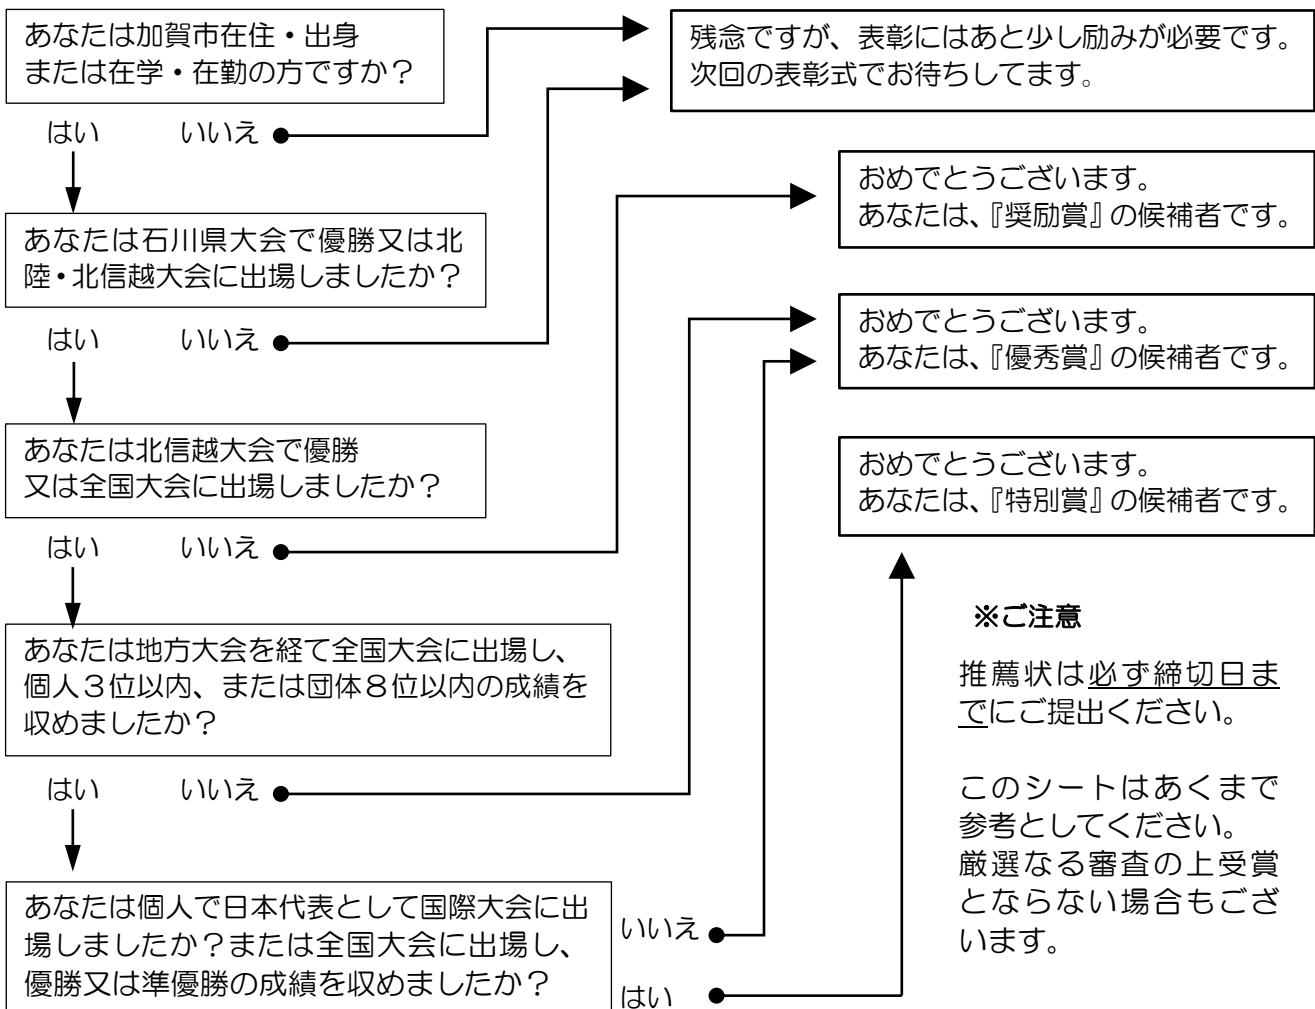 あなたは加賀市在住・出身
または在学・在勤の方ですか？
はい いいえ
残念ですが、表彰にはあと少し励みが必要です。
次回の表彰式でお待ちしてます。
おめでとうございます。
あなたは、『奨励賞』の候補者です。
あなたは石川県大会で優勝又は北
陸・北信越大会に出場しましたか？
はい いいえ
おめでとうございます。
あなたは、『優秀賞』の候補者です。
あなたは北信越大会で優勝
又は全国大会に出場しましたか？
はい いいえ
おめでとうございます。
あなたは、『特別賞』の候補者です。
あなたは地方大会を経て全国大会に出場し、
個人３位以内、または団体８位以内の成績を
収めましたか？
はい いいえ
あなたは個人で日本代表として国際大会に出
場しましたか？または全国大会に出場し、
優勝又は準優勝の成績を収めましたか？
いいえ
はい
※ご注意
推薦状は必ず締切日ま
でにご提出ください。
このシートはあくまで
参考としてください。
厳選なる審査の上受賞
とならない場合もござ
います。